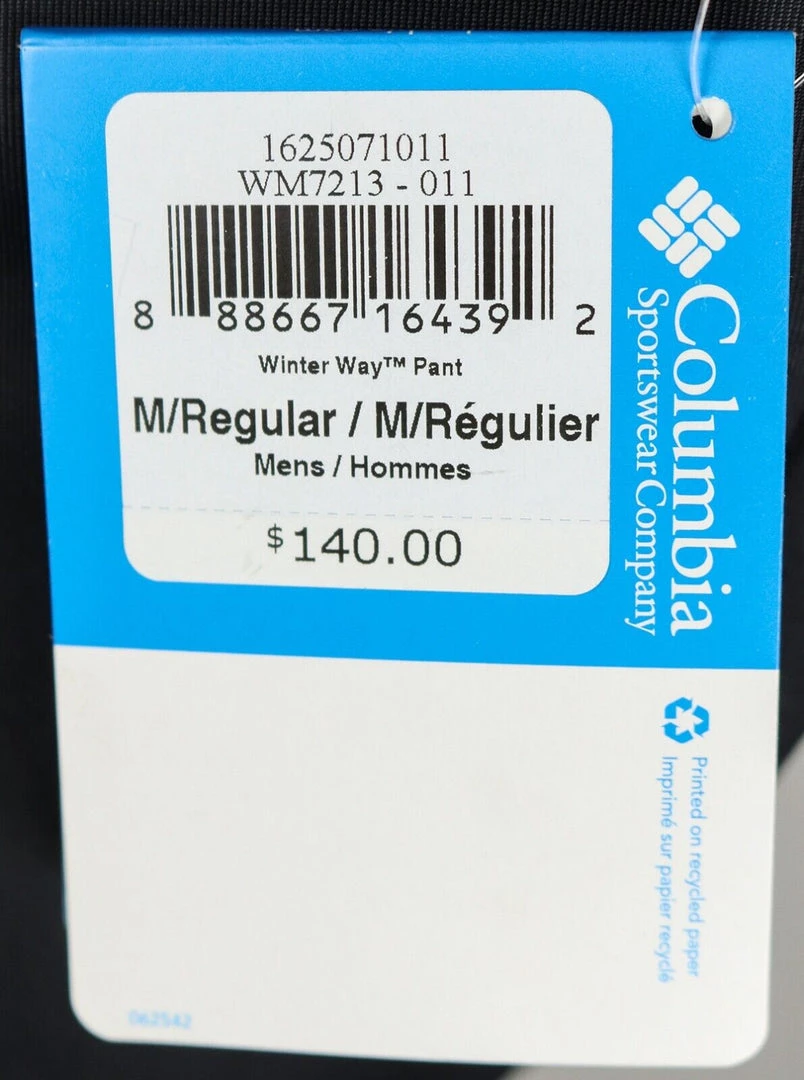 1625071011
WM7213 - 011
8 88667 16439 2
Winter Way™ Pant
M/Regular / M/Régulier
Mens / Hommes
$140.00
Columbia
Sportswear Company
Printed on recycled paper
Imprimé sur papier recyclé
062542